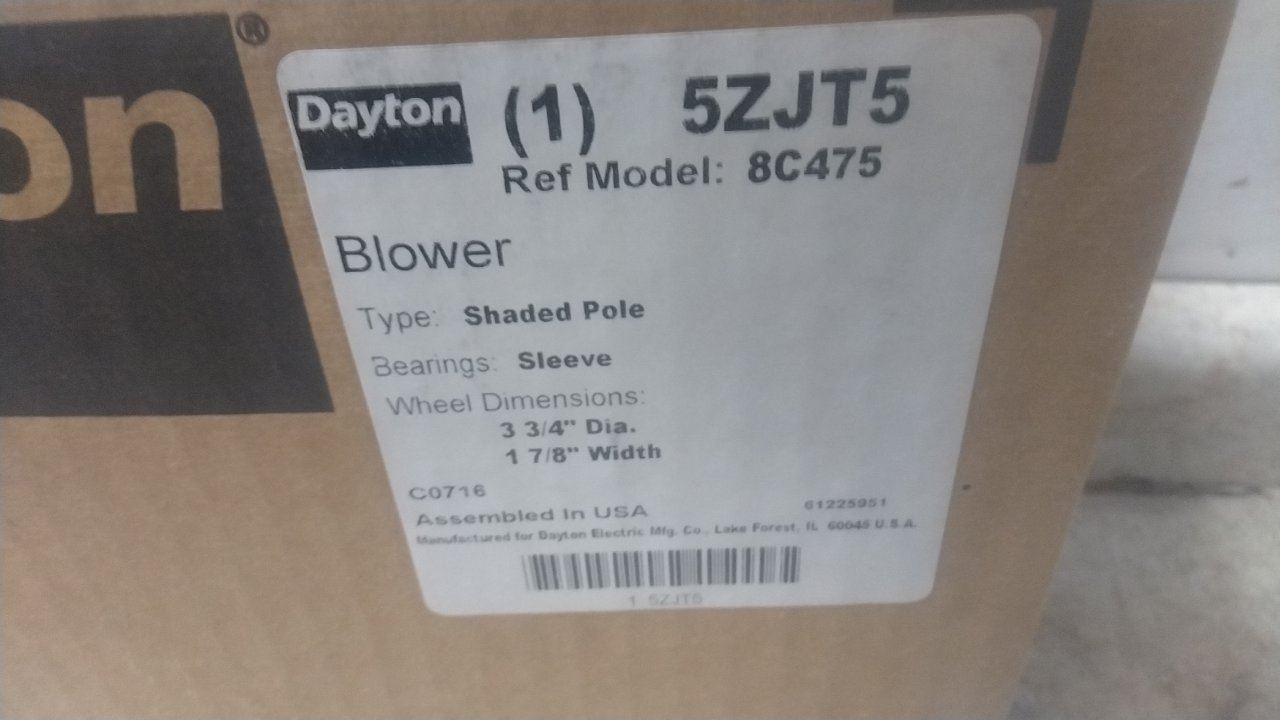 on®
Dayton (1) 5ZJT5
Ref Model: 8C475
Blower
Type: Shaded Pole
Bearings: Sleeve
Wheel Dimensions:
3 3/4" Dia.
1 7/8" Width
C0716
Assembled In USA 61225951
Manufactured for Dayton Electric Mfg. Co., Lake Forest, IL 60045 U.S.A.
1 5ZJT5